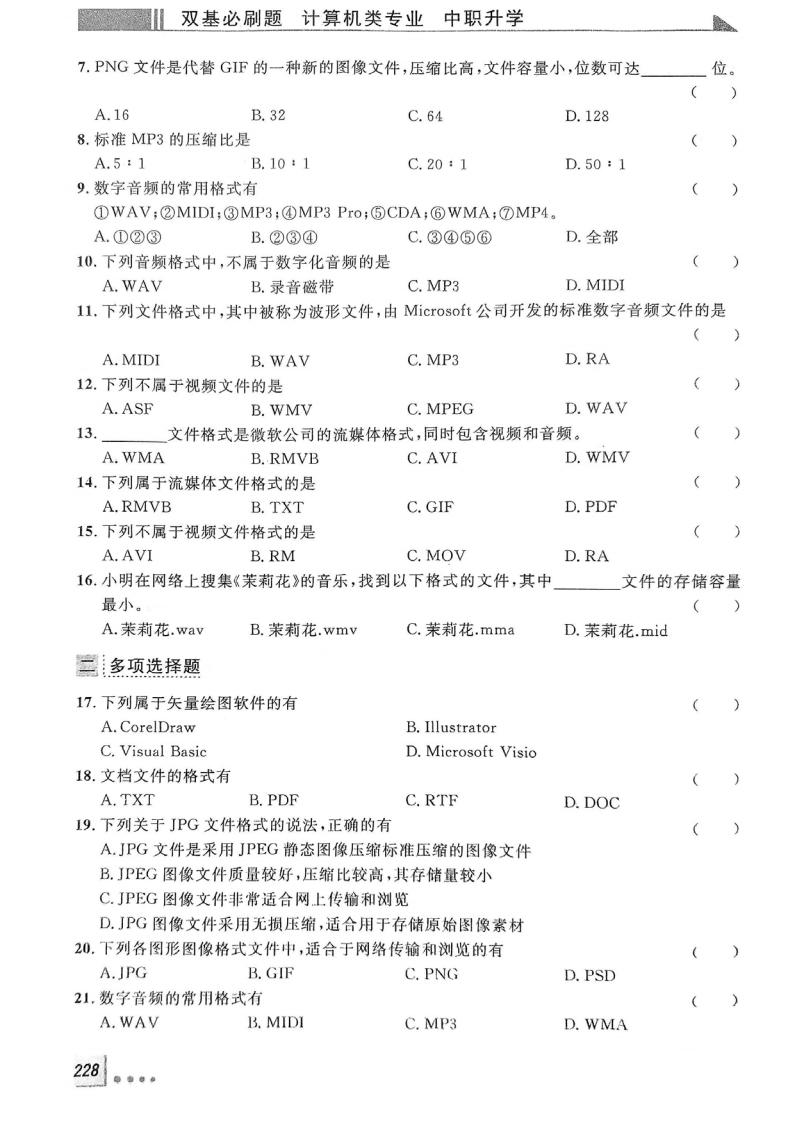 双基必刷题 计算机类专业 中职升学
7. PNG 文件是代替 GIF 的一种新的图像文件,压缩比高,文件容量小,位数可达________位。
( )
A. 16 B. 32 C. 64 D. 128
8. 标准 MP3 的压缩比是 ( )
A. 5∶1 B. 10∶1 C. 20∶1 D. 50∶1
9. 数字音频的常用格式有 ( )
①WAV;②MIDI;③MP3;④MP3 Pro;⑤CDA;⑥WMA;⑦MP4。
A. ①②③ B. ②③④ C. ③④⑤⑥ D. 全部
10. 下列音频格式中,不属于数字化音频的是 ( )
A. WAV B. 录音磁带 C. MP3 D. MIDI
11. 下列文件格式中,其中被称为波形文件,由 Microsoft 公司开发的标准数字音频文件的是
( )
A. MIDI B. WAV C. MP3 D. RA
12. 下列不属于视频文件的是 ( )
A. ASF B. WMV C. MPEG D. WAV
13. ________文件格式是微软公司的流媒体格式,同时包含视频和音频。 ( )
A. WMA B. RMVB C. AVI D. WMV
14. 下列属于流媒体文件格式的是 ( )
A. RMVB B. TXT C. GIF D. PDF
15. 下列不属于视频文件格式的是 ( )
A. AVI B. RM C. MOV D. RA
16. 小明在网络上搜集《茉莉花》的音乐,找到以下格式的文件,其中________文件的存储容量
最小。 ( )
A. 茉莉花.wav B. 茉莉花.wmv C. 茉莉花.mma D. 茉莉花.mid
二 多项选择题
17. 下列属于矢量绘图软件的有 ( )
A. CorelDraw B. Illustrator
C. Visual Basic D. Microsoft Visio
18. 文档文件的格式有 ( )
A. TXT B. PDF C. RTF D. DOC
19. 下列关于 JPG 文件格式的说法,正确的有 ( )
A. JPG 文件是采用 JPEG 静态图像压缩标准压缩的图像文件
B. JPEG 图像文件质量较好,压缩比较高,其存储量较小
C. JPEG 图像文件非常适合网上传输和浏览
D. JPG 图像文件采用无损压缩,适合用于存储原始图像素材
20. 下列各图形图像格式文件中,适合于网络传输和浏览的有 ( )
A. JPG B. GIF C. PNG D. PSD
21. 数字音频的常用格式有 ( )
A. WAV B. MIDI C. MP3 D. WMA
228